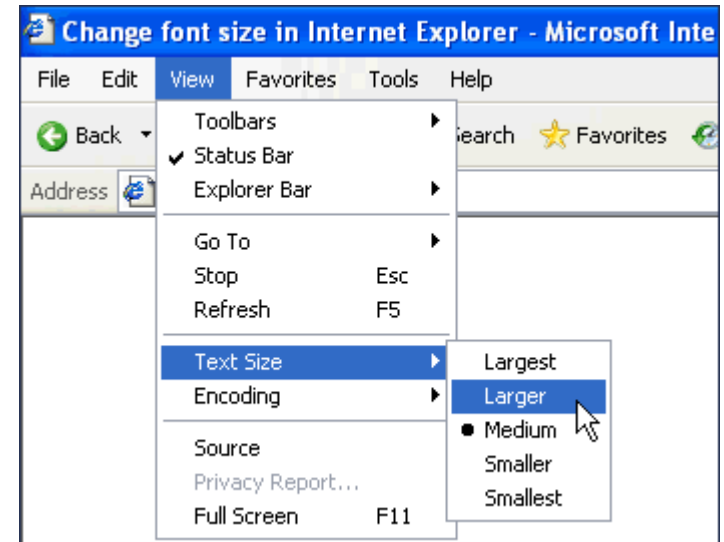 Change font size in Internet Explorer - Microsoft Inte
File Edit View Favorites Tools Help
Back Search Favorites
Address
Toolbars
Status Bar
Explorer Bar
Go To
Stop Esc
Refresh F5
Text Size
Encoding
Source
Privacy Report...
Full Screen F11
Largest
Larger
Medium
Smaller
Smallest